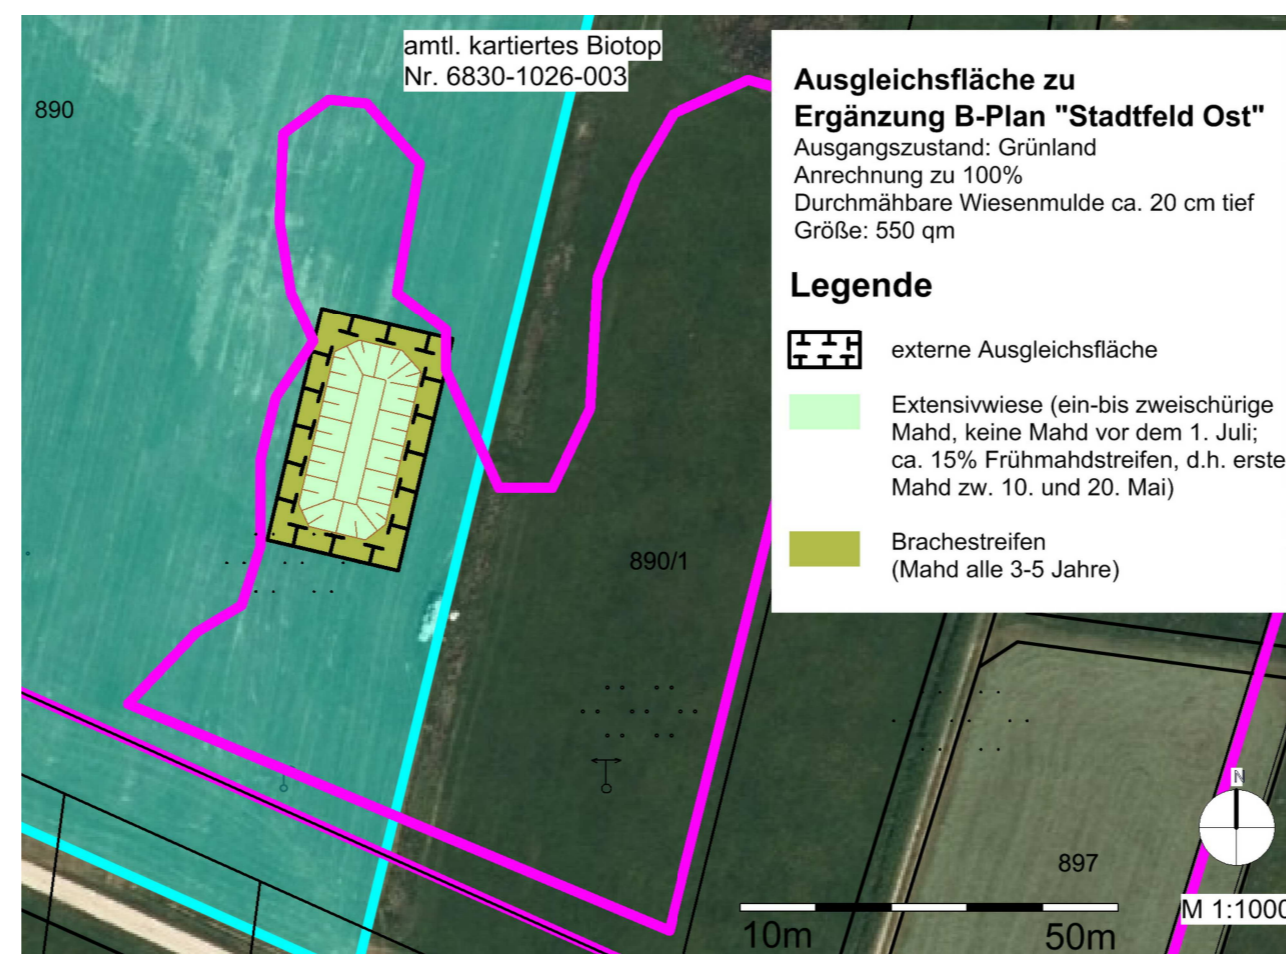 amtl. kartiertes Biotop
Nr. 6830-1026-003
890
Ausgleichsfläche zu
Ergänzung B-Plan "Stadtfeld Ost"
Ausgangszustand: Grünland
Anrechnung zu 100%
Durchmähbare Wiesenmulde ca. 20 cm tief
Größe: 550 qm
Legende
externe Ausgleichsfläche
Extensivwiese (ein-bis zweischürige
Mahd, keine Mahd vor dem 1. Juli;
ca. 15% Frühmahdstreifen, d.h. erste
Mahd zw. 10. und 20. Mai)
Brachestreifen
(Mahd alle 3-5 Jahre)
890/1
N
897
M 1:1000
10m
50m